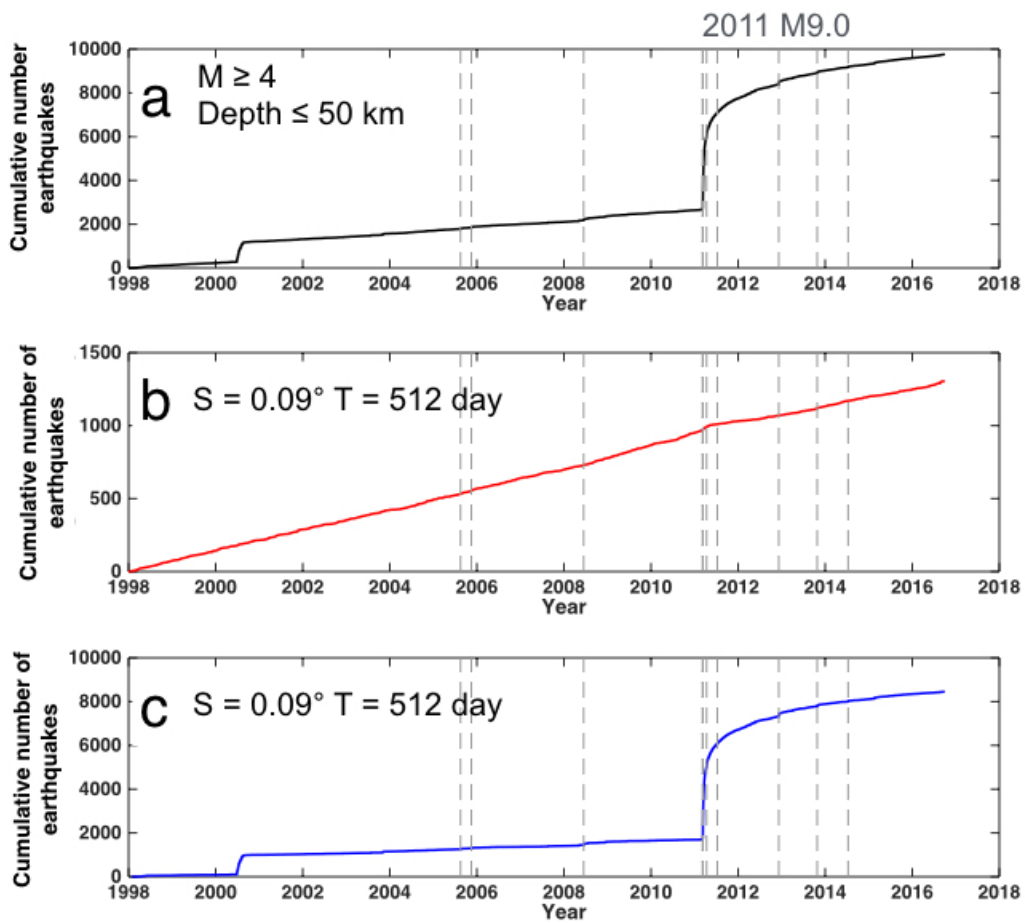 2011 M9.0
a
M ≥ 4
Depth ≤ 50 km
Cumulative number
earthquakes
10000
8000
6000
4000
2000
0
1998 2000 2002 2004 2006 2008 2010 2012 2014 2016 2018
Year
b
S = 0.09° T = 512 day
Cumulative number of
earthquakes
1500
1000
500
0
1998 2000 2002 2004 2006 2008 2010 2012 2014 2016 2018
Year
c
S = 0.09° T = 512 day
Cumulative number of
earthquakes
10000
8000
6000
4000
2000
0
1998 2000 2002 2004 2006 2008 2010 2012 2014 2016 2018
Year